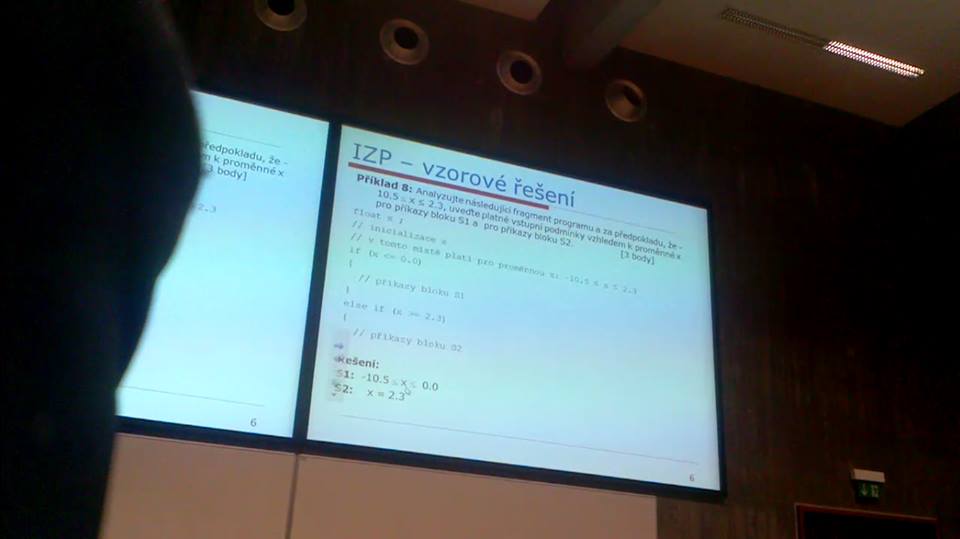 předpokladu, že -
m k proměnné x
[3 body]
2.3
6
IZP – vzorové řešení
Příklad 8: Analyzujte následující fragment programu a za předpokladu, že -
10.5 ≤ x ≤ 2.3, uveďte platné vstupní podmínky vzhledem k proměnné x
pro příkazy bloku S1 a pro příkazy bloku S2.
[3 body]
float x ;
// inicializace x
// v tomto místě platí pro proměnnou x: -10.5 ≤ x ≤ 2.3
if (x <= 0.0)
{
// příkazy bloku S1
}
else if (x >= 2.3)
{
// příkazy bloku S2
Řešení:
S1: -10.5 ≤ x ≤ 0.0
S2: x = 2.3
6